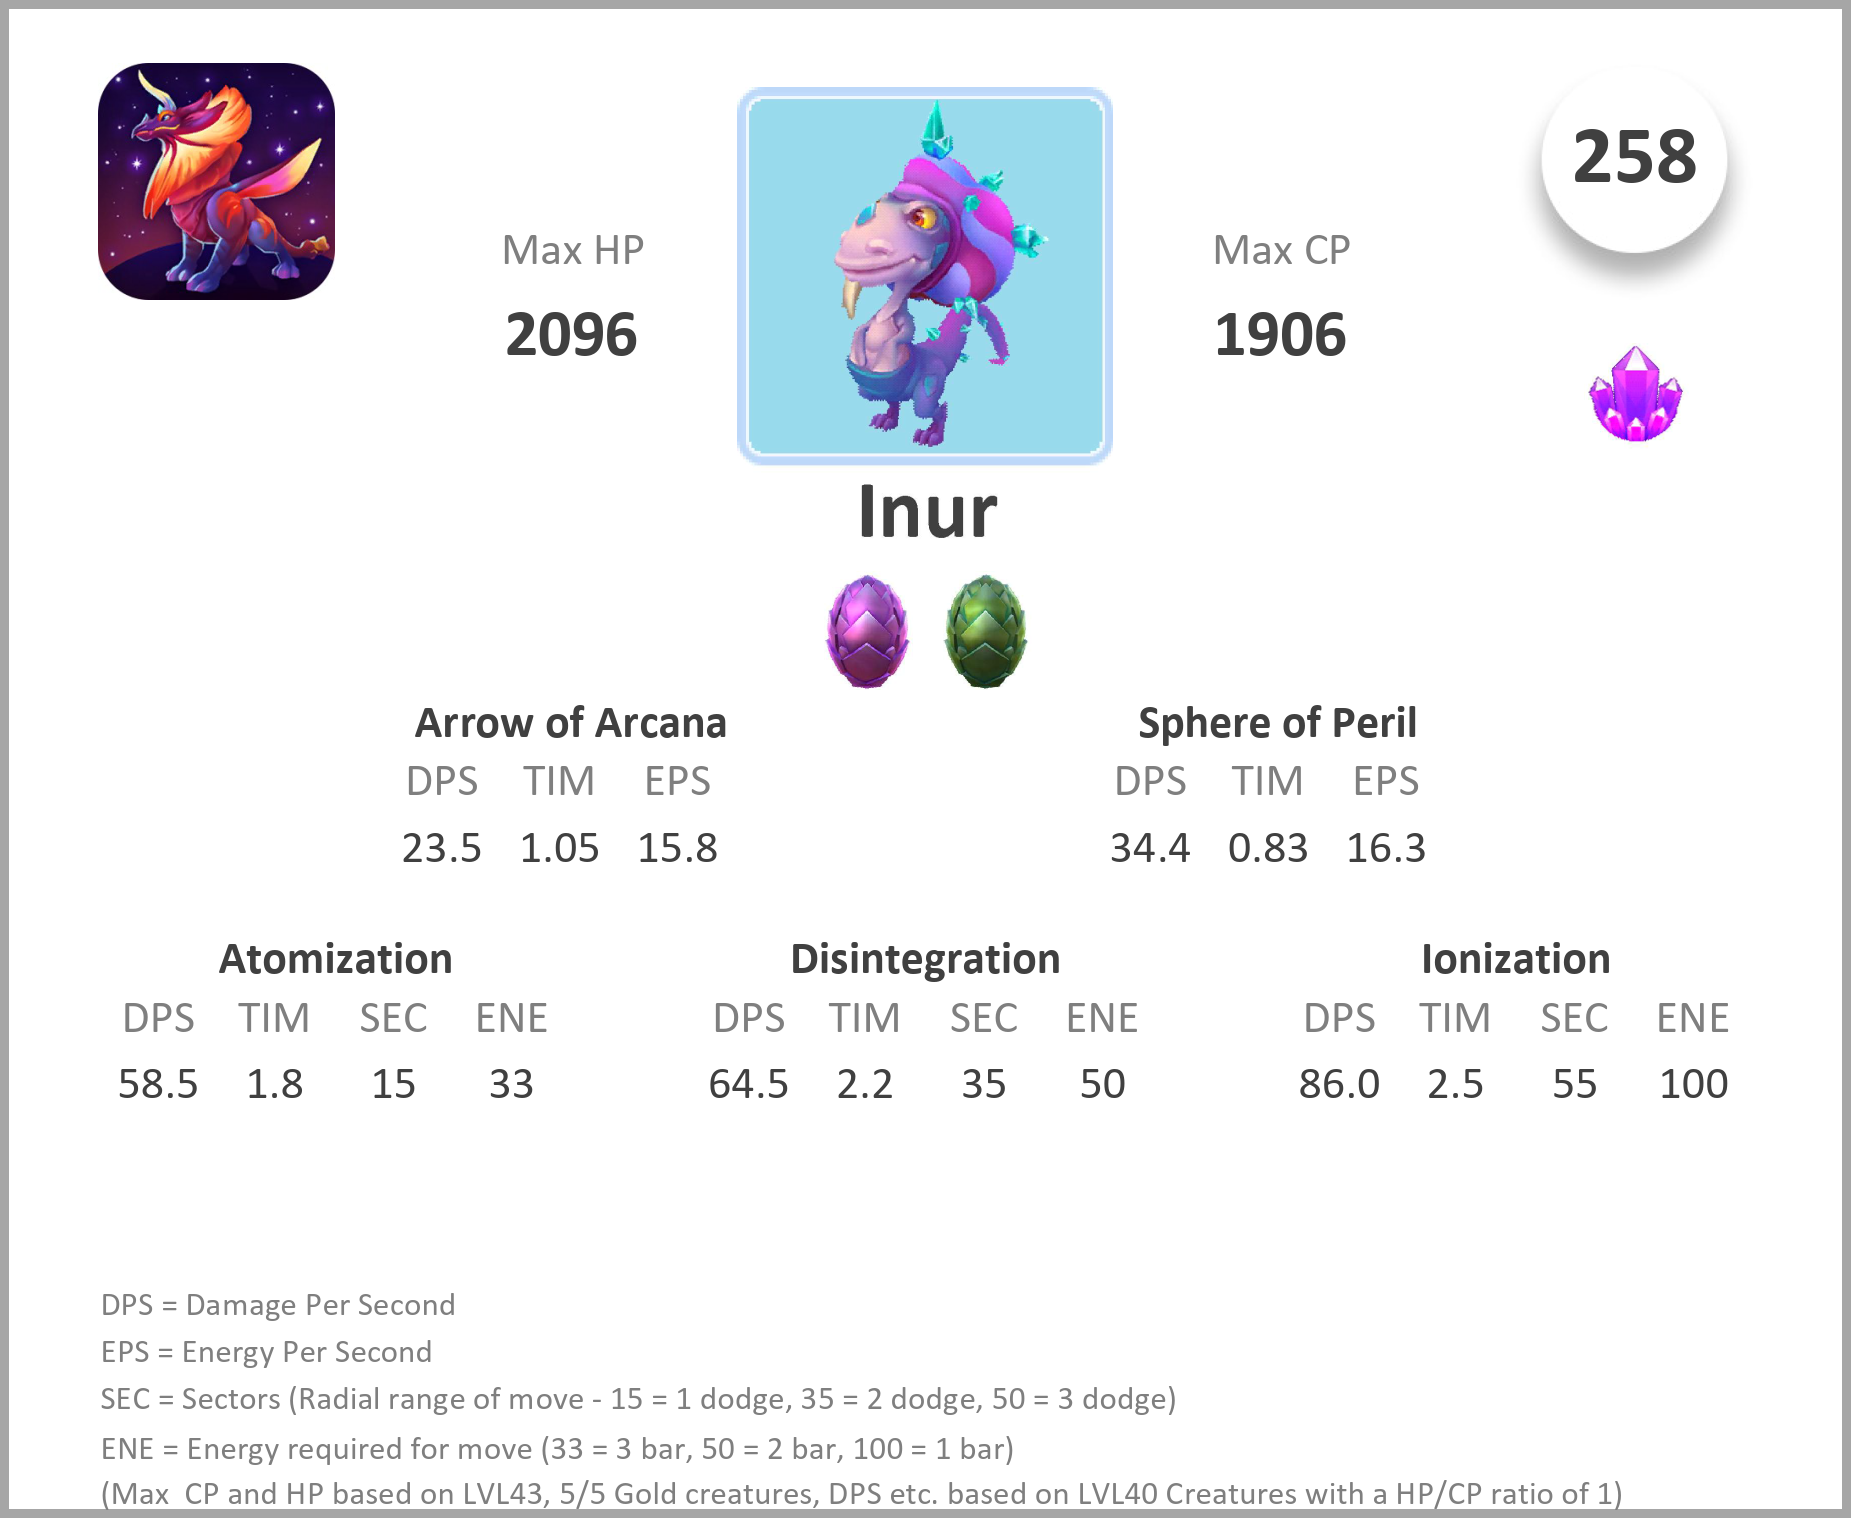 258
Max HP
Max CP
2096
1906
Inur
Arrow of Arcana
Sphere of Peril
DPS TIM EPS
DPS TIM EPS
23.5 1.05 15.8
34.4 0.83 16.3
Atomization
Disintegration
Ionization
DPS TIM SEC ENE
DPS TIM SEC ENE
DPS TIM SEC ENE
58.5 1.8 15 33
64.5 2.2 35 50
86.0 2.5 55 100
DPS = Damage Per Second
EPS = Energy Per Second
SEC = Sectors (Radial range of move - 15 = 1 dodge, 35 = 2 dodge, 50 = 3 dodge)
ENE = Energy required for move (33 = 3 bar, 50 = 2 bar, 100 = 1 bar)
(Max  CP and HP based on LVL43, 5/5 Gold creatures, DPS etc. based on LVL40 Creatures with a HP/CP ratio of 1)